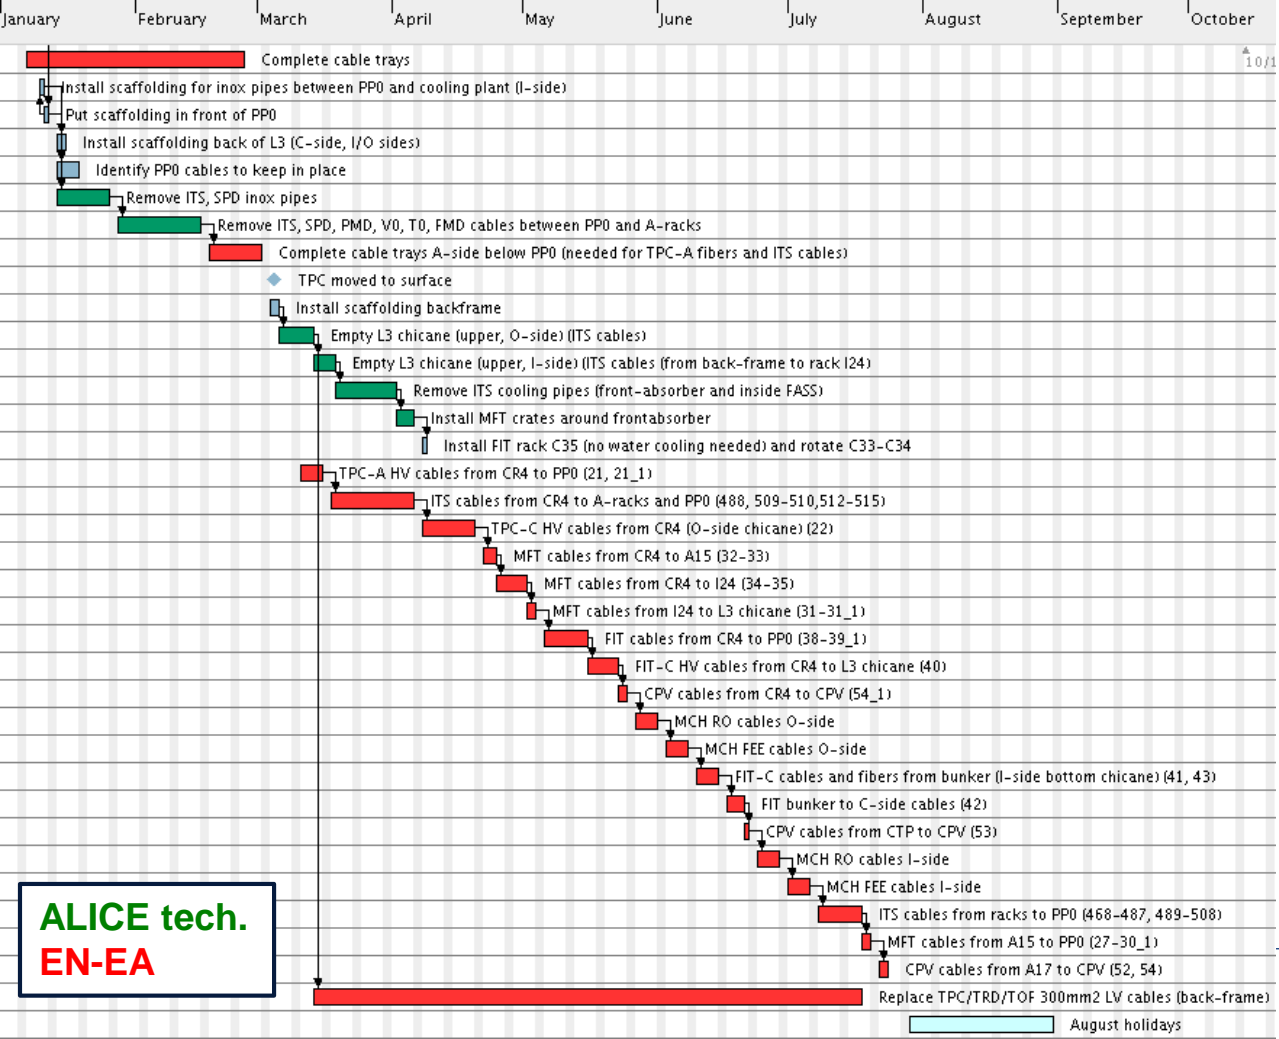 January February March April May June July August September October
Complete cable trays
10/1
Install scaffolding for inox pipes between PP0 and cooling plant (I-side)
Put scaffolding in front of PP0
Install scaffolding back of L3 (C-side, I/O sides)
Identify PP0 cables to keep in place
Remove ITS, SPD inox pipes
Remove ITS, SPD, PMD, V0, T0, FMD cables between PP0 and A-racks
Complete cable trays A-side below PP0 (needed for TPC-A fibers and ITS cables)
TPC moved to surface
Install scaffolding backframe
Empty L3 chicane (upper, O-side) (ITS cables)
Empty L3 chicane (upper, I-side) (ITS cables (from back-frame to rack I24)
Remove ITS cooling pipes (front-absorber and inside FASS)
Install MFT crates around frontabsorber
Install FIT rack C35 (no water cooling needed) and rotate C33-C34
TPC-A HV cables from CR4 to PP0 (21, 21_1)
ITS cables from CR4 to A-racks and PP0 (488, 509-510,512-515)
TPC-C HV cables from CR4 (O-side chicane) (22)
MFT cables from CR4 to A15 (32-33)
MFT cables from CR4 to I24 (34-35)
MFT cables from I24 to L3 chicane (31-31_1)
FIT cables from CR4 to PP0 (38-39_1)
FIT-C HV cables from CR4 to L3 chicane (40)
CPV cables from CR4 to CPV (54_1)
MCH RO cables O-side
MCH FEE cables O-side
FIT-C cables and fibers from bunker (I-side bottom chicane) (41, 43)
FIT bunker to C-side cables (42)
CPV cables from CTP to CPV (53)
MCH RO cables I-side
MCH FEE cables I-side
ITS cables from racks to PP0 (468-487, 489-508)
MFT cables from A15 to PP0 (27-30_1)
CPV cables from A17 to CPV (52, 54)
Replace TPC/TRD/TOF 300mm2 LV cables (back-frame)
August holidays
ALICE tech.
EN-EA